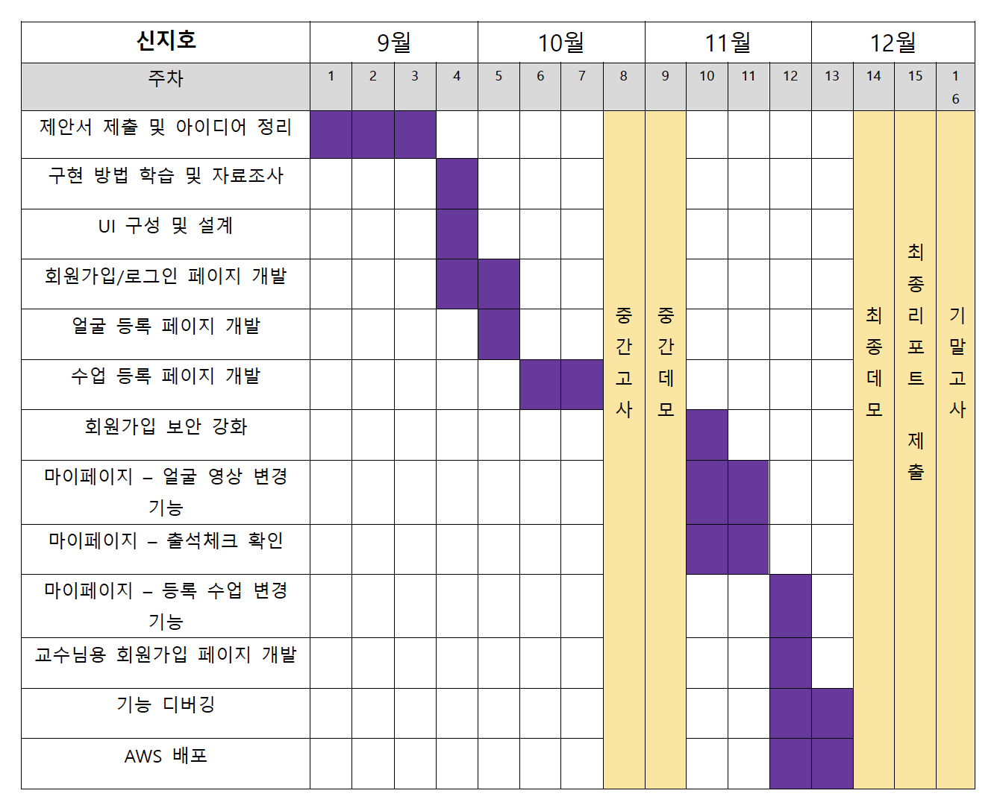 신지호 9월 10월 11월 12월
주차 1 2 3 4 5 6 7 8 9 10 11 12 13 14 15 1
6
제안서 제출 및 아이디어 정리
구현 방법 학습 및 자료조사
UI 구성 및 설계
회원가입/로그인 페이지 개발
얼굴 등록 페이지 개발
수업 등록 페이지 개발
회원가입 보안 강화
마이페이지 – 얼굴 영상 변경
기능
마이페이지 – 출석체크 확인
마이페이지 – 등록 수업 변경
기능
교수님용 회원가입 페이지 개발
기능 디버깅
AWS 배포
중간고사
중간데모
최종데모
최종리포트 제출
기말고사